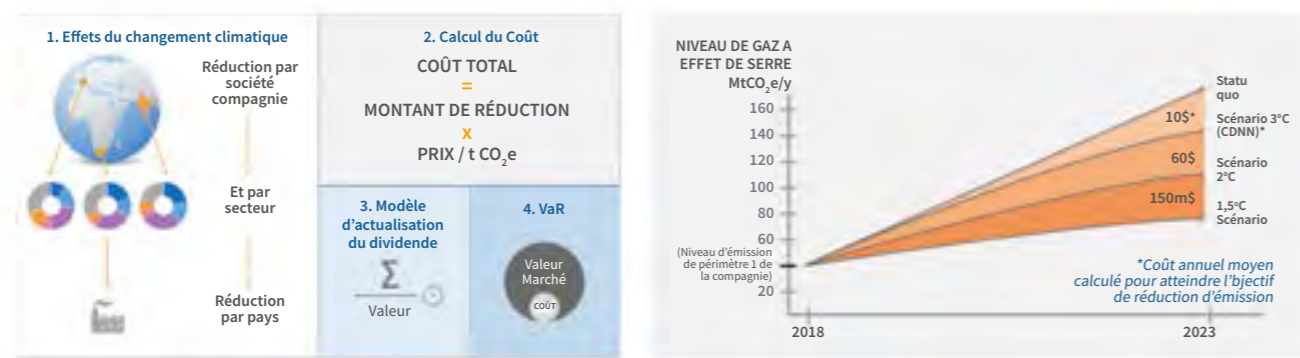 1. Effets du changement climatique
Réduction par
société
compagnie
Et par
secteur
Réduction
par pays
2. Calcul du Coût
COÛT TOTAL
=
MONTANT DE RÉDUCTION
x
PRIX / t CO₂e
3. Modèle
d’actualisation
du dividende
Σ
Valeur
4. VaR
Valeur
Marché
COÛT
NIVEAU DE GAZ A
EFFET DE SERRE
MtCO₂e/y
160
140
120
100
80
60
(Niveau d’émission
de périmètre 1 de
la compagnie)
20
2018
2023
10$*
60$
150m$
Statu
quo
Scénario 3°C
(CDNN)*
Scénario
2°C
1,5°C
Scénario
*Coût annuel moyen
calculé pour atteindre l’bjectif
de réduction d’émission